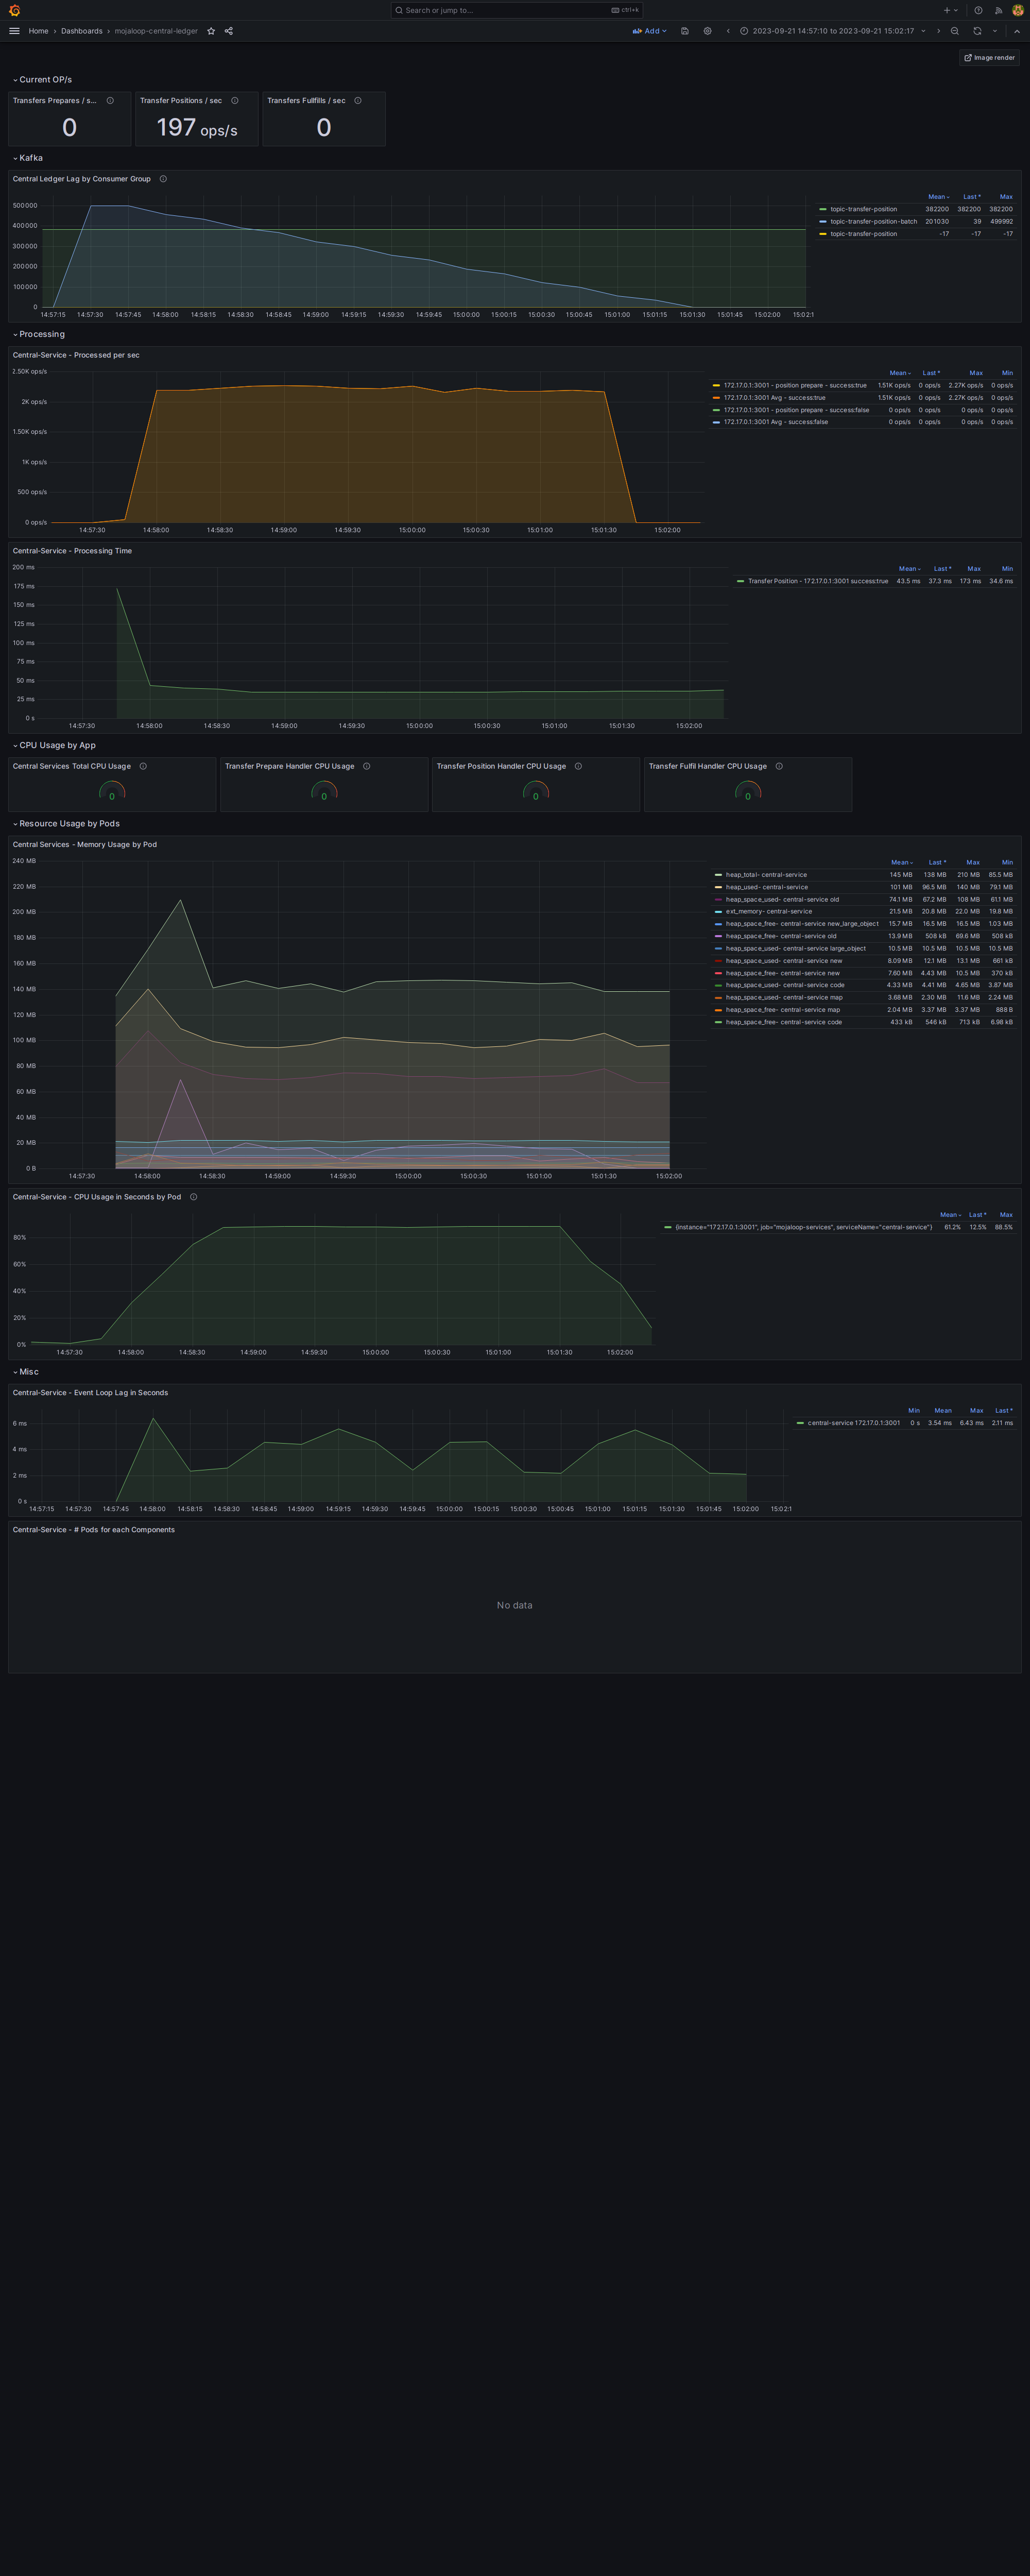 Search or jump to...
ctrl+k
Home › Dashboards › mojaloop-central-ledger
Add
2023-09-21 14:57:10 to 2023-09-21 15:02:17
Image render
Current OP/s
Transfers Prepares / s...
0
Transfer Positions / sec
197 ops/s
Transfers Fullfills / sec
0
Kafka
Central Ledger Lag by Consumer Group
500000
400000
300000
200000
100000
0
14:57:15 14:57:30 14:57:45 14:58:00 14:58:15 14:58:30 14:58:45 14:59:00 14:59:15 14:59:30 14:59:45 15:00:00 15:00:15 15:00:30 15:00:45 15:01:00 15:01:15 15:01:30 15:01:45 15:02:00 15:02:1
Mean Last * Max
topic-transfer-position 382200 382200 382200
topic-transfer-position-batch 201030 39 499992
topic-transfer-position -17 -17 -17
Processing
Central-Service - Processed per sec
2.50K ops/s
2K ops/s
1.50K ops/s
1K ops/s
500 ops/s
0 ops/s
14:57:30 14:58:00 14:58:30 14:59:00 14:59:30 15:00:00 15:00:30 15:01:00 15:01:30 15:02:00
Mean Last * Max Min
172.17.0.1:3001 - position prepare - success:true 1.51K ops/s 0 ops/s 2.27K ops/s 0 ops/s
172.17.0.1:3001 Avg - success:true 1.51K ops/s 0 ops/s 2.27K ops/s 0 ops/s
172.17.0.1:3001 - position prepare - success:false 0 ops/s 0 ops/s 0 ops/s 0 ops/s
172.17.0.1:3001 Avg - success:false 0 ops/s 0 ops/s 0 ops/s 0 ops/s
Central-Service - Processing Time
200 ms
175 ms
150 ms
125 ms
100 ms
75 ms
50 ms
25 ms
0 s
14:57:30 14:58:00 14:58:30 14:59:00 14:59:30 15:00:00 15:00:30 15:01:00 15:01:30 15:02:00
Mean Last * Max Min
Transfer Position - 172.17.0.1:3001 success:true 43.5 ms 37.3 ms 173 ms 34.6 ms
CPU Usage by App
Central Services Total CPU Usage
0
Transfer Prepare Handler CPU Usage
0
Transfer Position Handler CPU Usage
0
Transfer Fulfil Handler CPU Usage
0
Resource Usage by Pods
Central Services - Memory Usage by Pod
240 MB
220 MB
200 MB
180 MB
160 MB
140 MB
120 MB
100 MB
80 MB
60 MB
40 MB
20 MB
0 B
14:57:30 14:58:00 14:58:30 14:59:00 14:59:30 15:00:00 15:00:30 15:01:00 15:01:30 15:02:00
Mean Last * Max Min
heap_total- central-service 145 MB 138 MB 210 MB 85.5 MB
heap_used- central-service 101 MB 96.5 MB 140 MB 79.1 MB
heap_space_used- central-service old 74.1 MB 67.2 MB 108 MB 61.1 MB
ext_memory- central-service 21.5 MB 20.8 MB 22.0 MB 19.8 MB
heap_space_free- central-service new_large_object 15.7 MB 16.5 MB 16.5 MB 1.03 MB
heap_space_free- central-service old 13.9 MB 508 kB 69.6 MB 508 kB
heap_space_used- central-service large_object 10.5 MB 10.5 MB 10.5 MB 10.5 MB
heap_space_used- central-service new 8.09 MB 12.1 MB 13.1 MB 661 kB
heap_space_free- central-service new 7.60 MB 4.43 MB 10.5 MB 370 kB
heap_space_used- central-service code 4.33 MB 4.41 MB 4.65 MB 3.87 MB
heap_space_used- central-service map 3.68 MB 2.30 MB 11.6 MB 2.24 MB
heap_space_free- central-service map 2.04 MB 3.37 MB 3.37 MB 888 B
heap_space_free- central-service code 433 kB 546 kB 713 kB 6.98 kB
Central-Service - CPU Usage in Seconds by Pod
80%
60%
40%
20%
0%
14:57:30 14:58:00 14:58:30 14:59:00 14:59:30 15:00:00 15:00:30 15:01:00 15:01:30 15:02:00
Mean Last * Max
{instance="172.17.0.1:3001", job="mojaloop-services", serviceName="central-service"} 61.2% 12.5% 88.5%
Misc
Central-Service - Event Loop Lag in Seconds
6 ms
4 ms
2 ms
0 s
14:57:15 14:57:30 14:57:45 14:58:00 14:58:15 14:58:30 14:58:45 14:59:00 14:59:15 14:59:30 14:59:45 15:00:00 15:00:15 15:00:30 15:00:45 15:01:00 15:01:15 15:01:30 15:01:45 15:02:00 15:02:1
Min Mean Max Last *
central-service 172.17.0.1:3001 0 s 3.54 ms 6.43 ms 2.11 ms
Central-Service - # Pods for each Components
No data